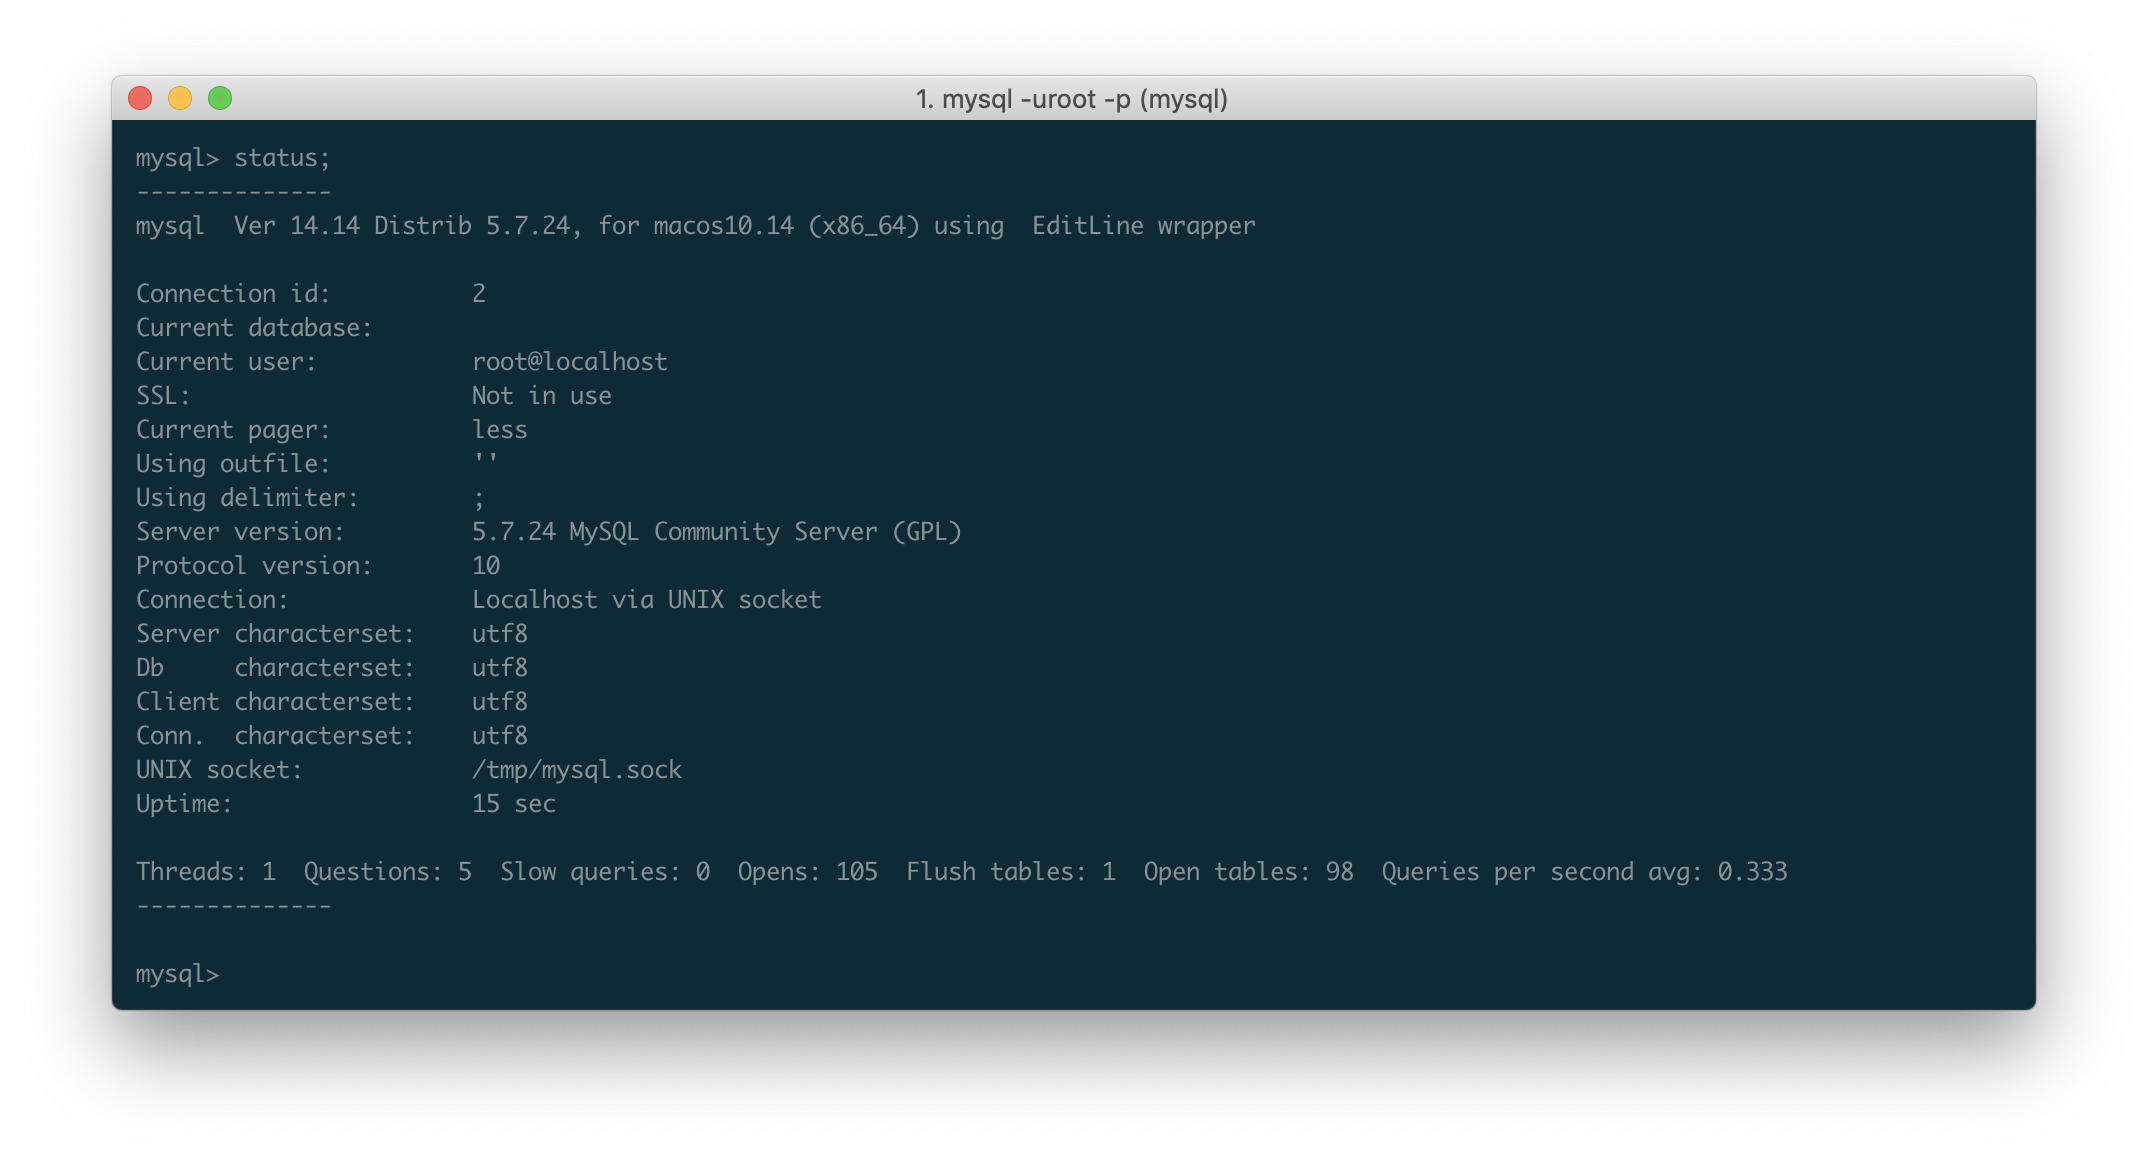 1. mysql -uroot -p (mysql)
mysql> status;
--------------
mysql  Ver 14.14 Distrib 5.7.24, for macos10.14 (x86_64) using  EditLine wrapper

Connection id:          2
Current database:
Current user:           root@localhost
SSL:                    Not in use
Current pager:          less
Using outfile:          ''
Using delimiter:        ;
Server version:         5.7.24 MySQL Community Server (GPL)
Protocol version:       10
Connection:             Localhost via UNIX socket
Server characterset:    utf8
Db     characterset:    utf8
Client characterset:    utf8
Conn.  characterset:    utf8
UNIX socket:            /tmp/mysql.sock
Uptime:                 15 sec

Threads: 1  Questions: 5  Slow queries: 0  Opens: 105  Flush tables: 1  Open tables: 98  Queries per second avg: 0.333
--------------

mysql>